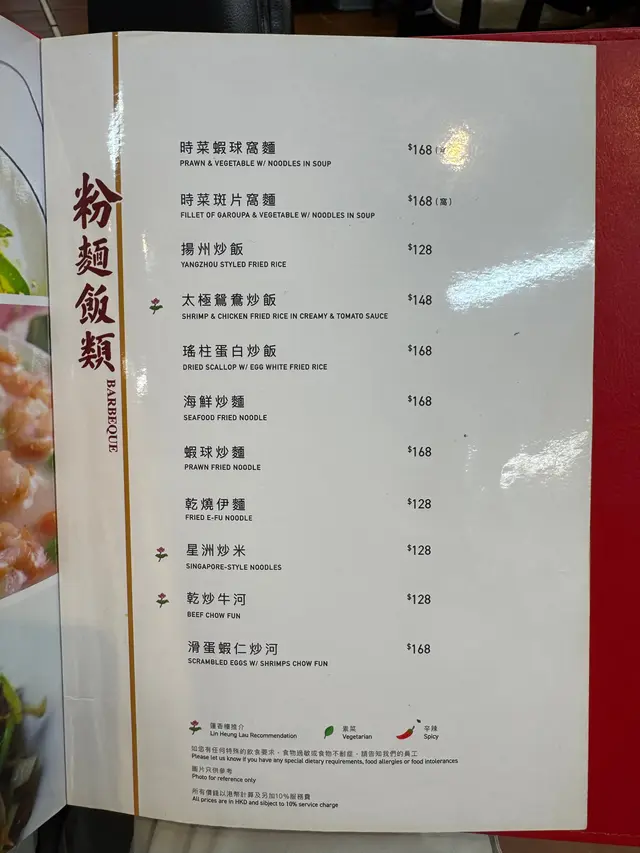 粉麵飯類
BARBEQUE
時菜蝦球窩麵 $168
PRAWN & VEGETABLE W/ NOODLES IN SOUP
時菜斑片窩麵 $168 (窩)
FILLET OF GAROUPA & VEGETABLE W/ NOODLES IN SOUP
揚州炒飯 $128
YANGZHOU STYLED FRIED RICE
太極鴛鴦炒飯 $148
SHRIMP & CHICKEN FRIED RICE IN CREAMY & TOMATO SAUCE
瑤柱蛋白炒飯 $168
DRIED SCALLOP W/ EGG WHITE FRIED RICE
海鮮炒麵 $168
SEAFOOD FRIED NOODLE
蝦球炒麵 $168
PRAWN FRIED NOODLE
乾燒伊麵 $128
FRIED E-FU NOODLE
星洲炒米 $128
SINGAPORE-STYLE NOODLES
乾炒牛河 $128
BEEF CHOW FUN
滑蛋蝦仁炒河 $168
SCRAMBLED EGGS W/ SHRIMPS CHOW FUN
蓮香樓推介 素菜 辛辣
Lin Heung Lau Recommendation Vegetarian Spicy
如您有任何特殊的飲食要求、食物過敏或食物不耐症，請告知我們的員工
Please let us know if you have any special dietary requirements, food allergies or food intolerances
圖片只供參考
Photo for reference only
所有價錢以港幣計算及另加10%服務費
All prices are in HKD and sibject to 10% service charge